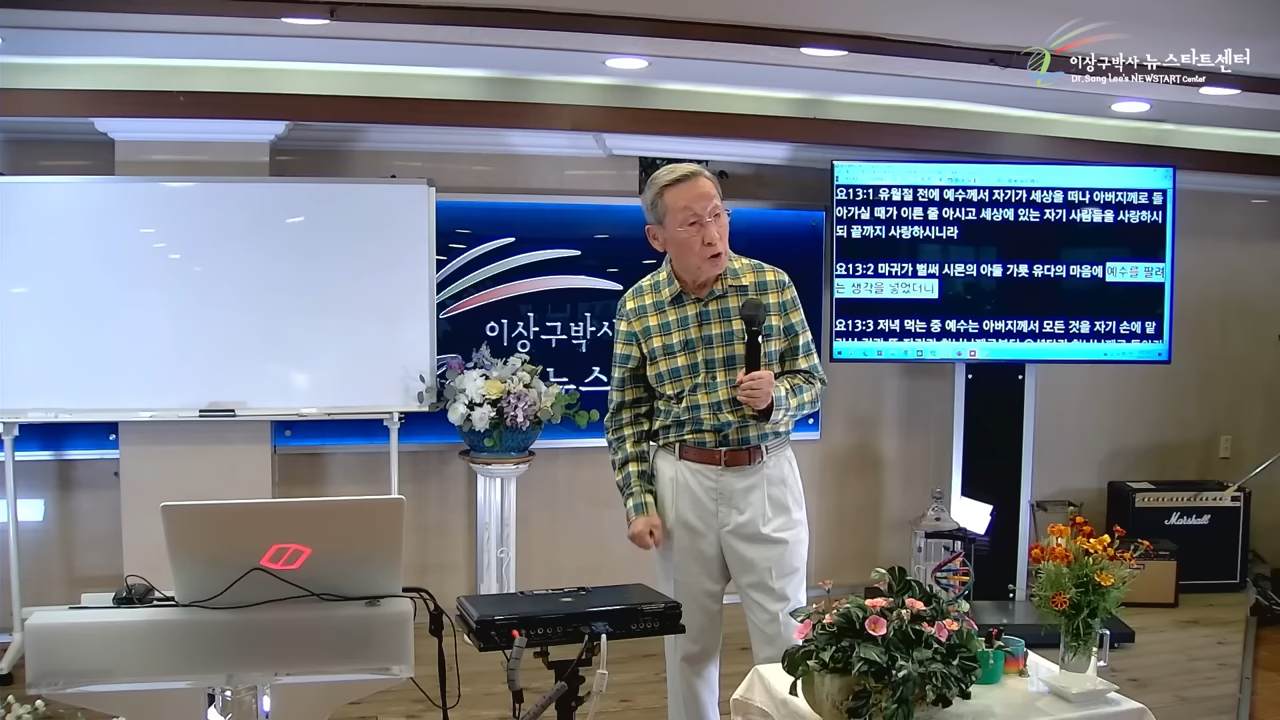 이상구박사 뉴스타트센터
Dr. Sang Lee's NEWSTART Center
요13:1 유월절 전에 예수께서 자기가 세상을 떠나 아버지께로 돌
아가실 때가 이른 줄 아시고 세상에 있는 자기 사람들을 사랑하시
되 끝까지 사랑하시니라
요13:2 마귀가 벌써 시몬의 아들 가룟 유다의 마음에 예수를 팔려
는 생각을 넣었더니
요13:3 저녁 먹는 중 예수는 아버지께서 모든 것을 자기 손에 맡
이상구박사
뉴스
Marshall